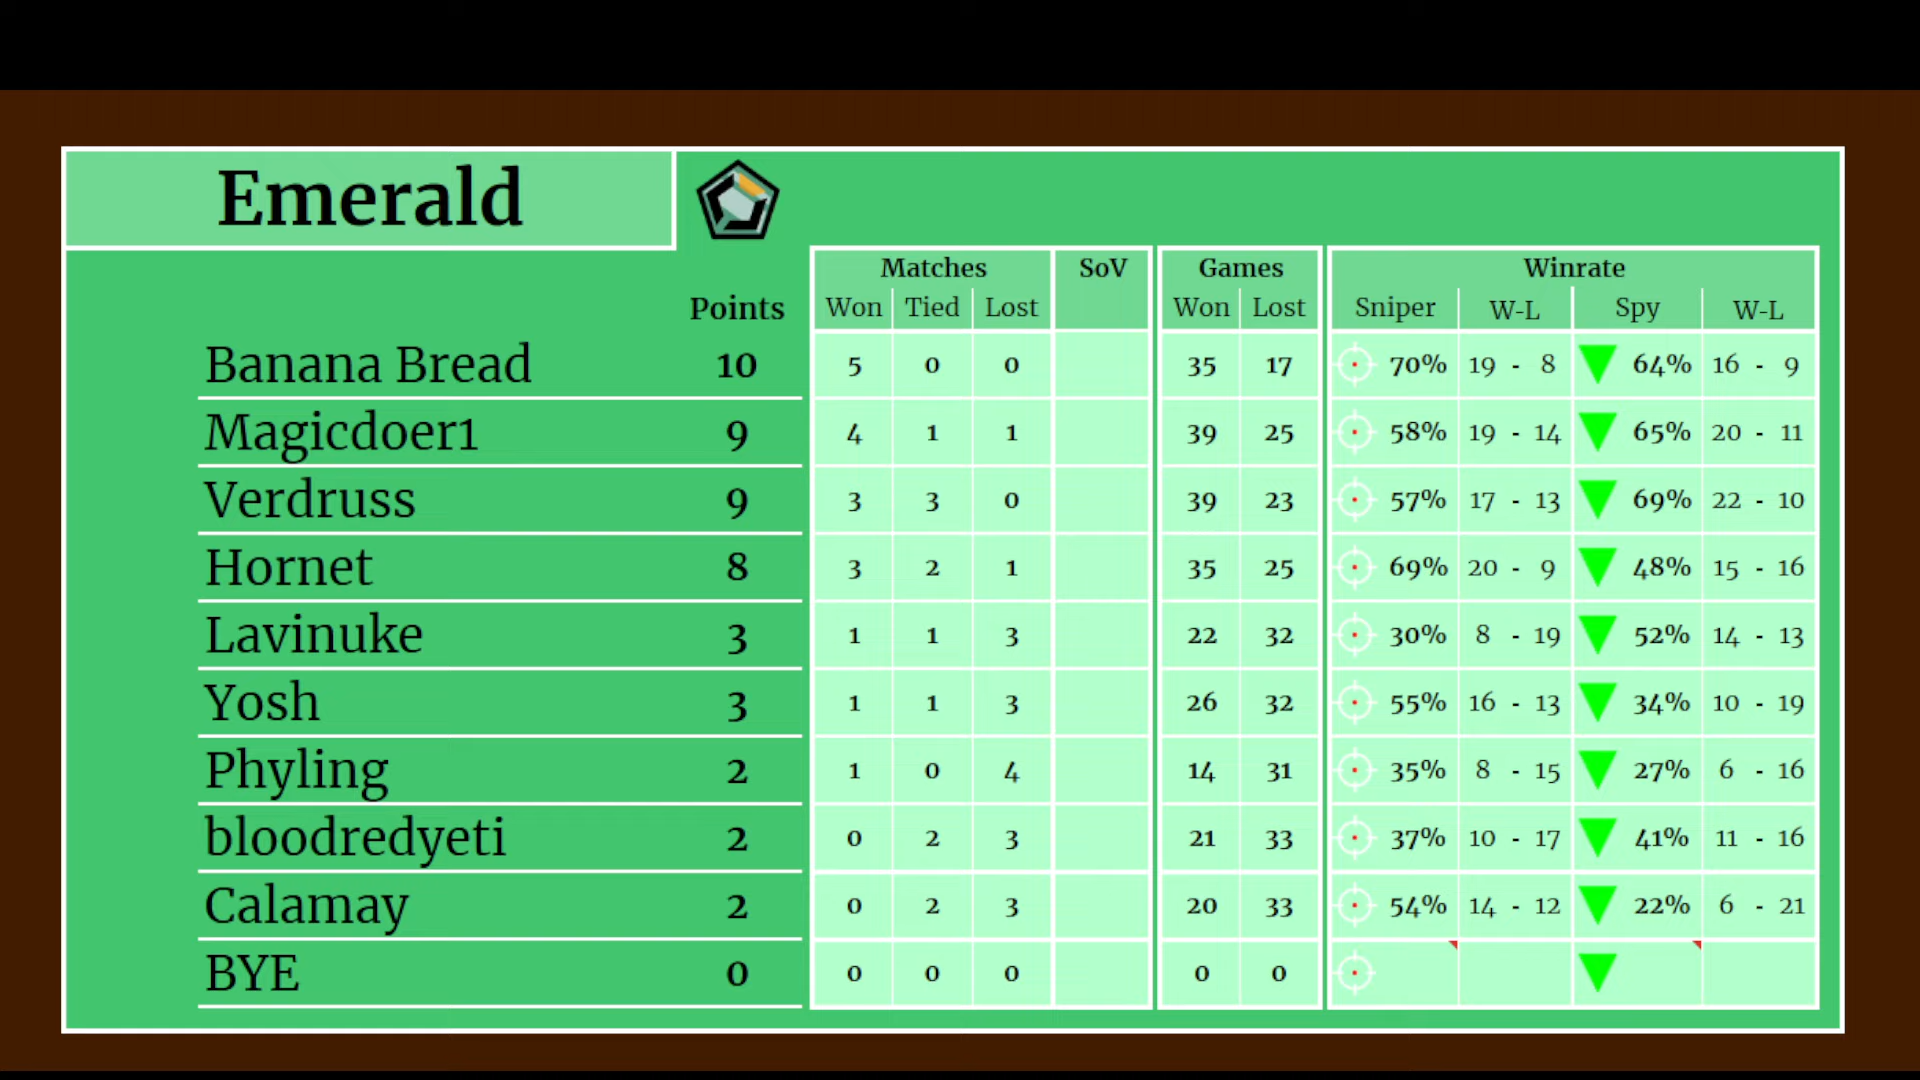 Emerald
Matches SoV Games Winrate
Points Won Tied Lost Won Lost Sniper W-L Spy W-L
Banana Bread 10 5 0 0 35 17 70% 19 - 8 64% 16 - 9
Magicdoer1 9 4 1 1 39 25 58% 19 - 14 65% 20 - 11
Verdruss 9 3 3 0 39 23 57% 17 - 13 69% 22 - 10
Hornet 8 3 2 1 35 25 69% 20 - 9 48% 15 - 16
Lavinuke 3 1 1 3 22 32 30% 8 - 19 52% 14 - 13
Yosh 3 1 1 3 26 32 55% 16 - 13 34% 10 - 19
Phyling 2 1 0 4 14 31 35% 8 - 15 27% 6 - 16
bloodredyeti 2 0 2 3 21 33 37% 10 - 17 41% 11 - 16
Calamay 2 0 2 3 20 33 54% 14 - 12 22% 6 - 21
BYE 0 0 0 0 0 0